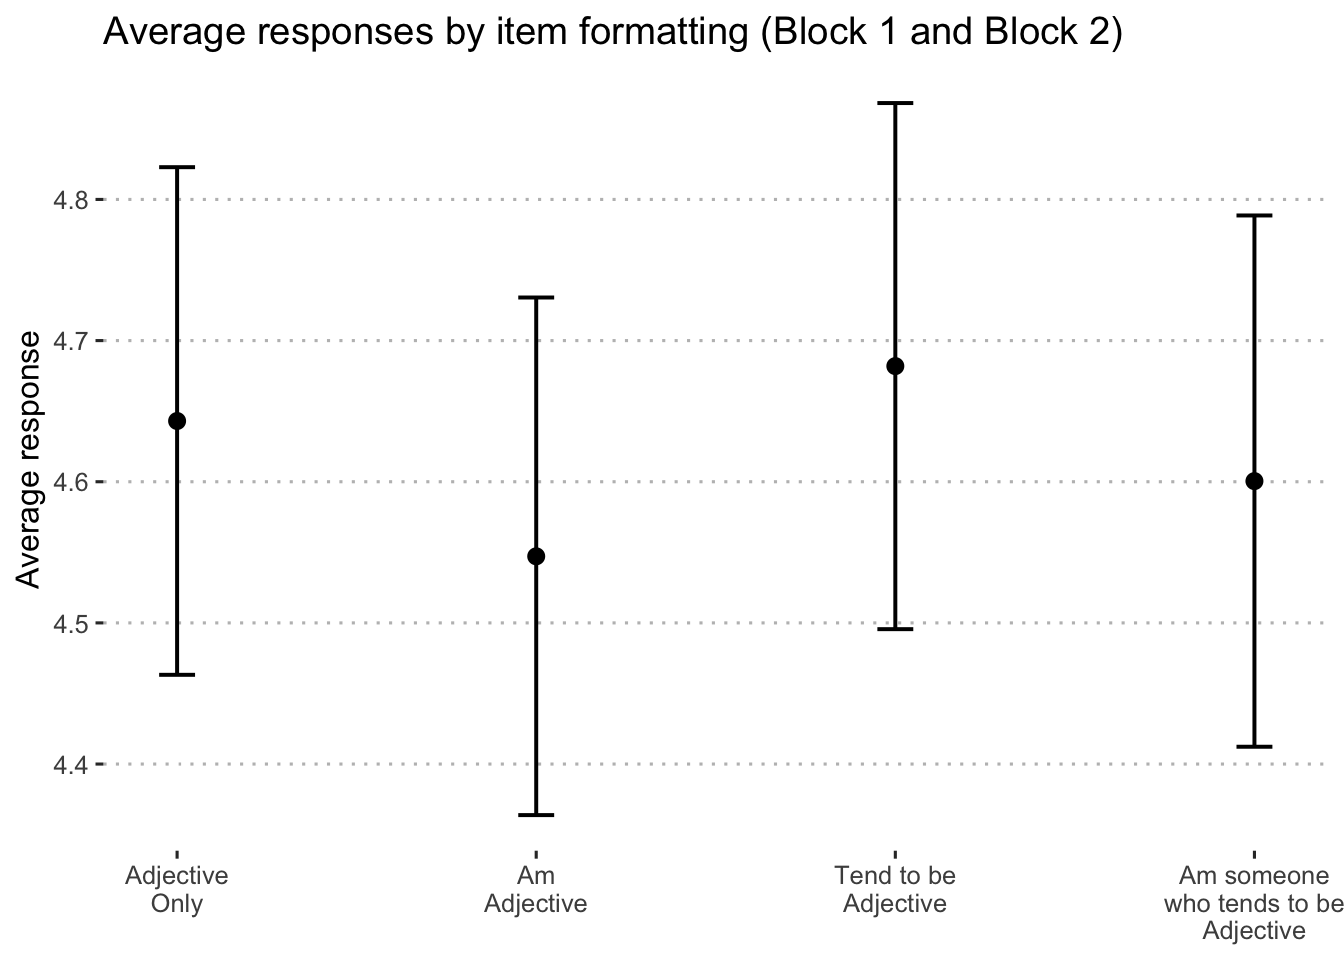 Average responses by item formatting (Block 1 and Block 2)
Average response
4.8
4.7
4.6
4.5
4.4
Adjective
Only
Am
Adjective
Tend to be
Adjective
Am someone
who tends to be
Adjective